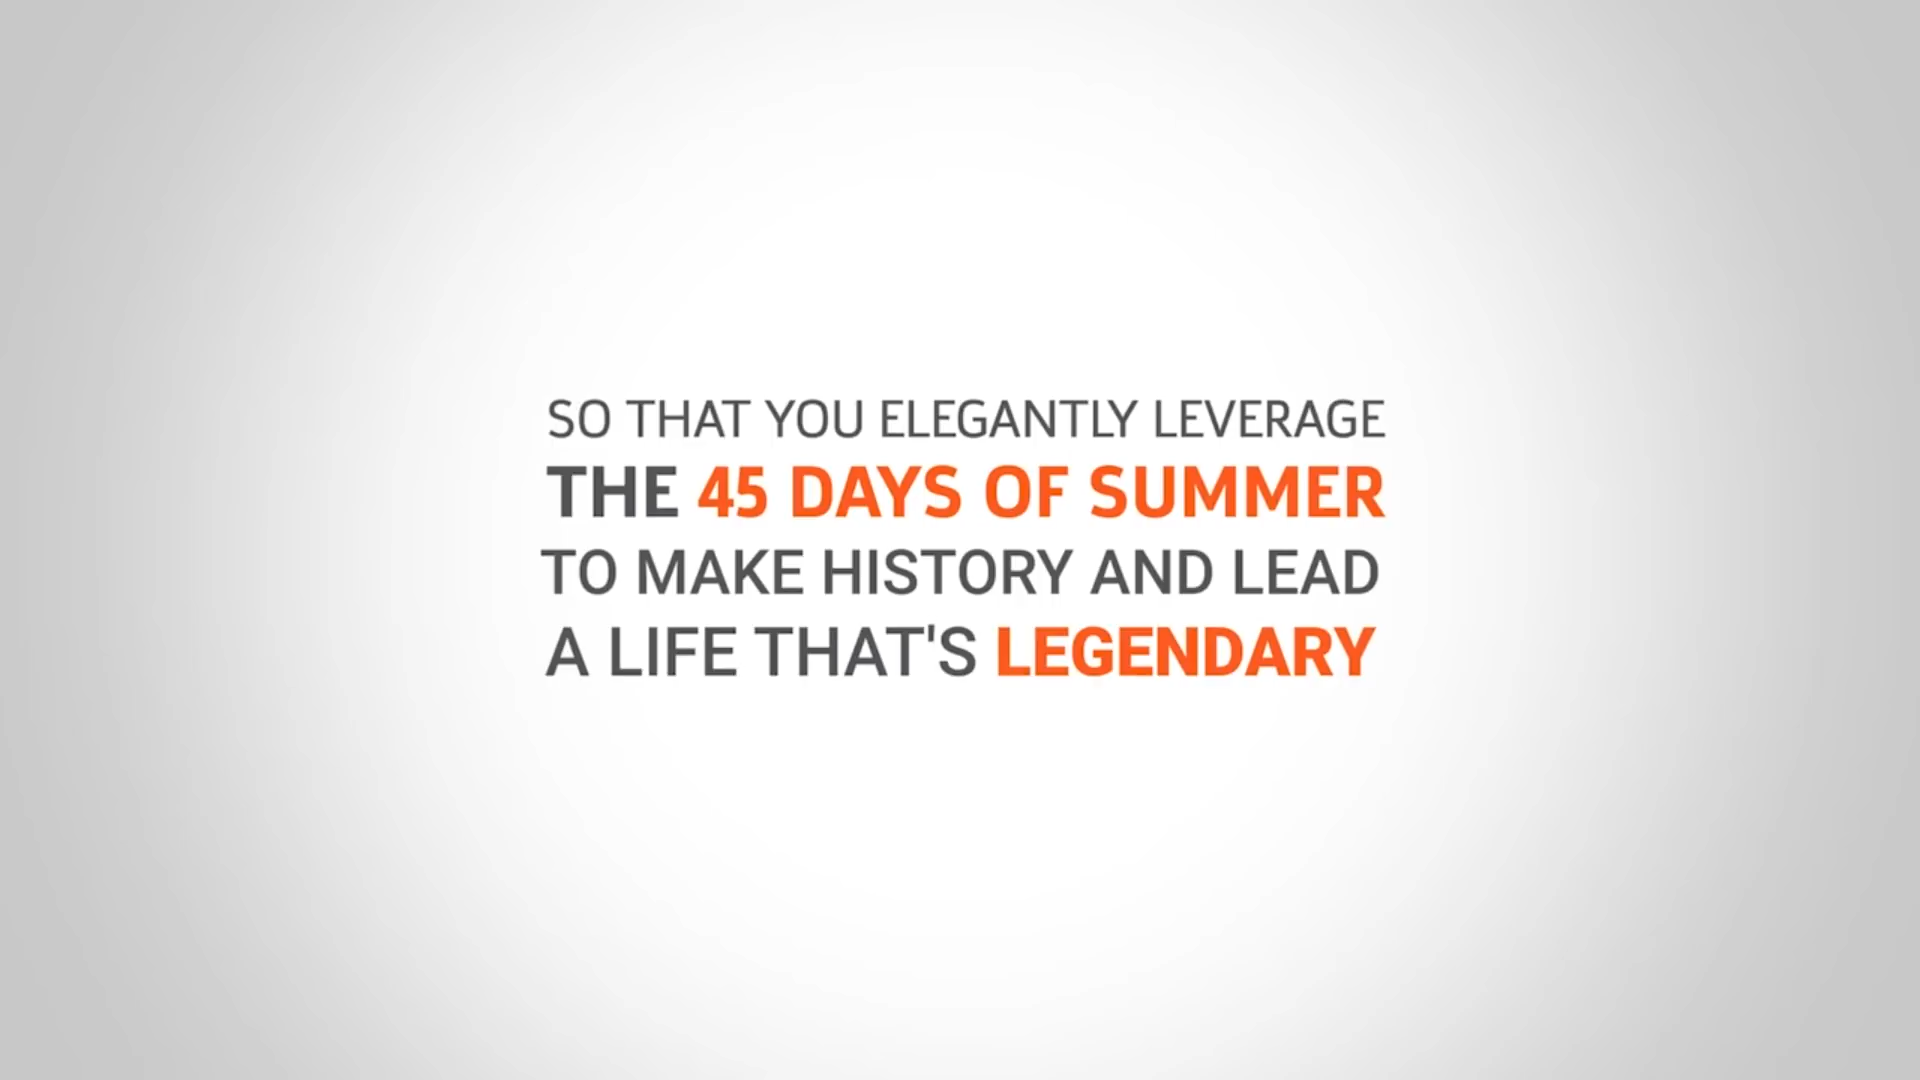 SO THAT YOU ELEGANTLY LEVERAGE
THE 45 DAYS OF SUMMER
TO MAKE HISTORY AND LEAD
A LIFE THAT'S LEGENDARY